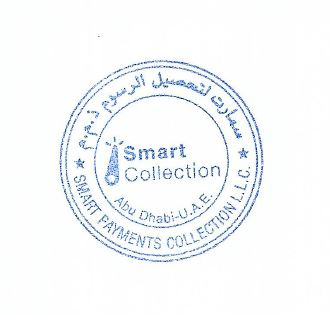 سمارت لتحصيل الرسوم ذ.م.م
Smart
Collection
Abu Dhabi-U.A.E.
★ SMART PAYMENTS COLLECTION L.L.C. ★